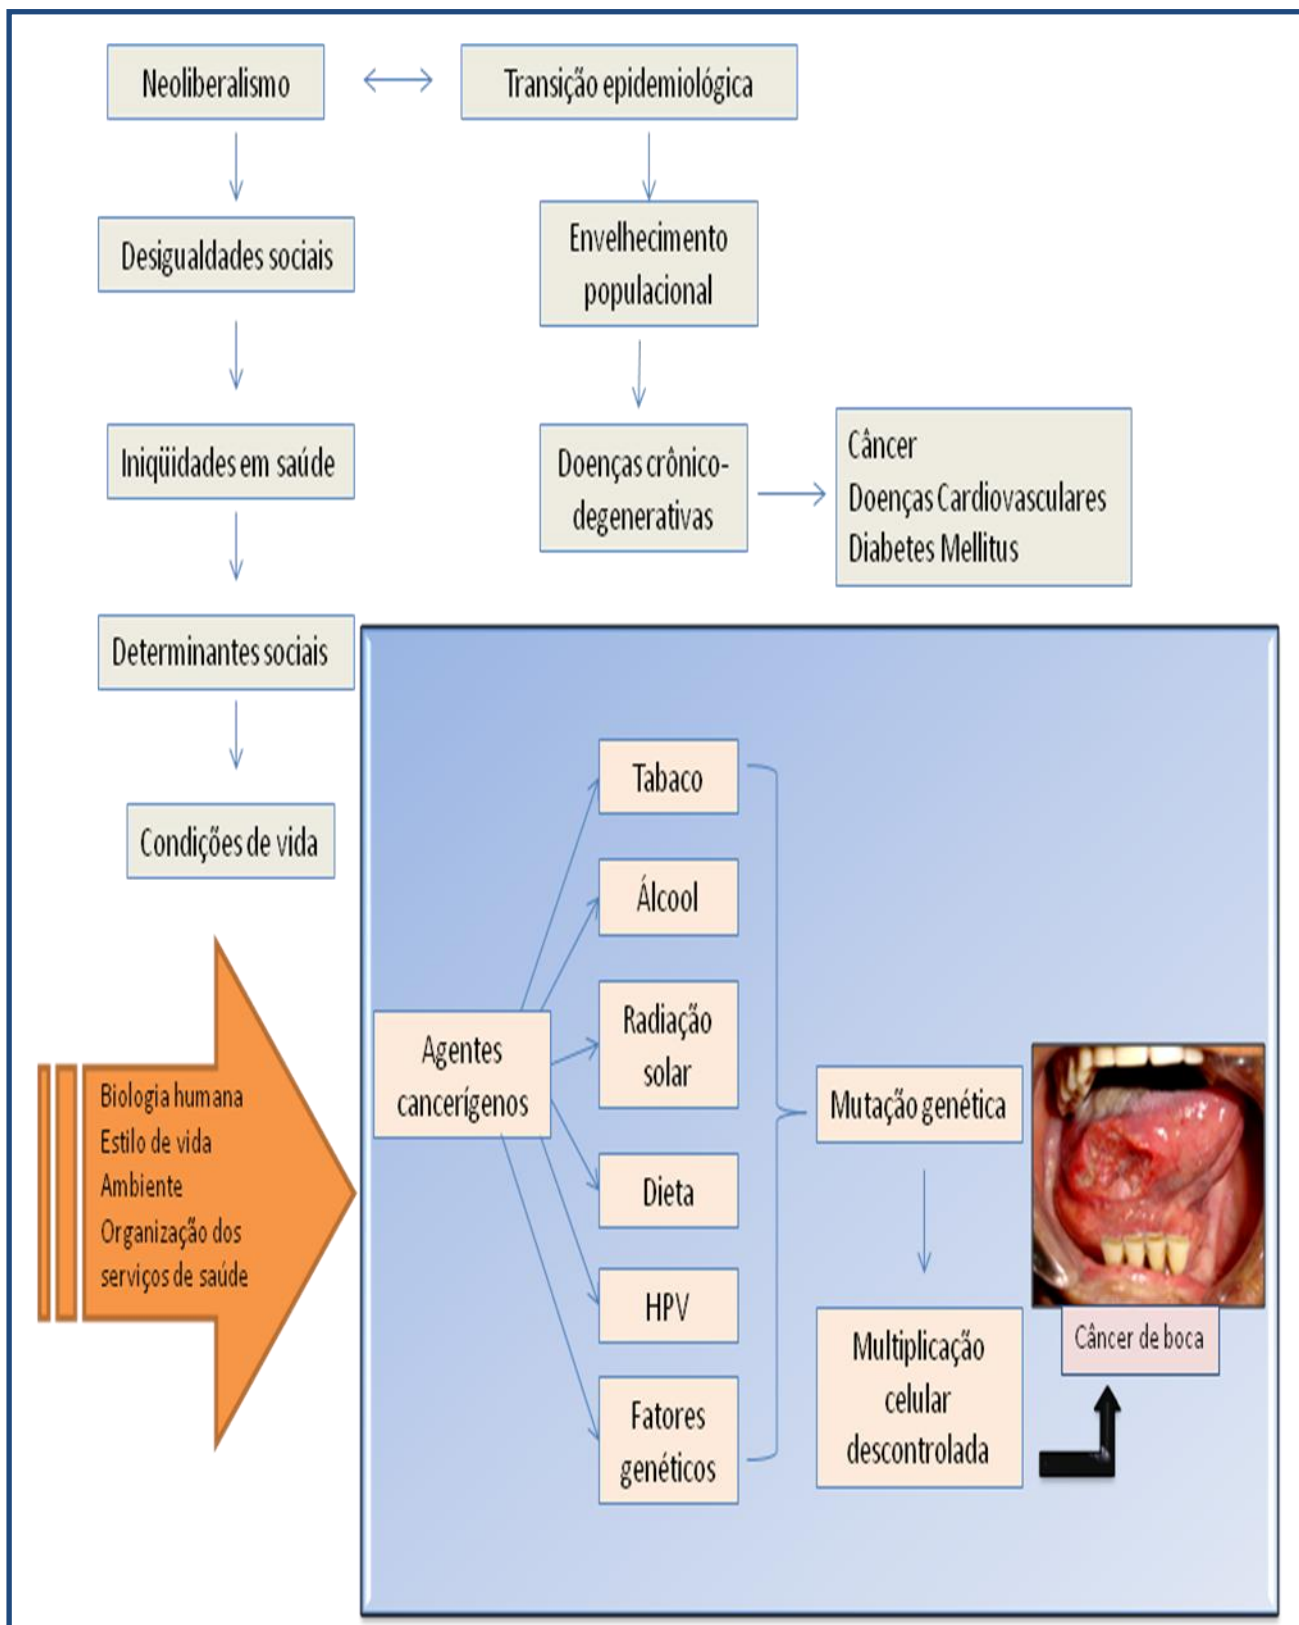 Neoliberalismo
Transição epidemiológica
Desigualdades sociais
Envelhecimento
populacional
Iniqüidades em saúde
Doenças crônico-
degenerativas
Câncer
Doenças Cardiovasculares
Diabetes Mellitus
Determinantes sociais
Condições de vida
Biologia humana
Estilo de vida
Ambiente
Organização dos
serviços de saúde
Agentes
cancerígenos
Tabaco
Álcool
Radiação
solar
Dieta
HPV
Fatores
genéticos
Mutação genética
Multiplicação
celular
descontrolada
Câncer de boca